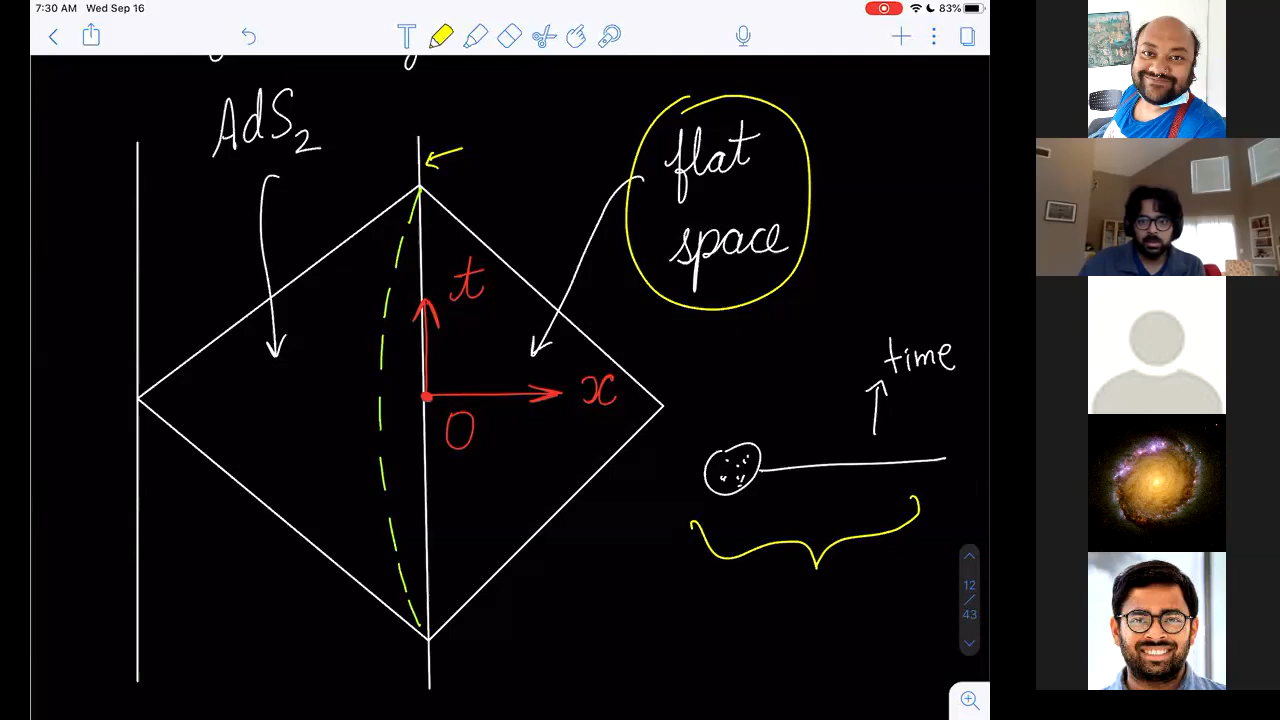 7:30 AM Wed Sep 16
83%
T
AdS2
flat
space
t
x
O
time
12
/
43